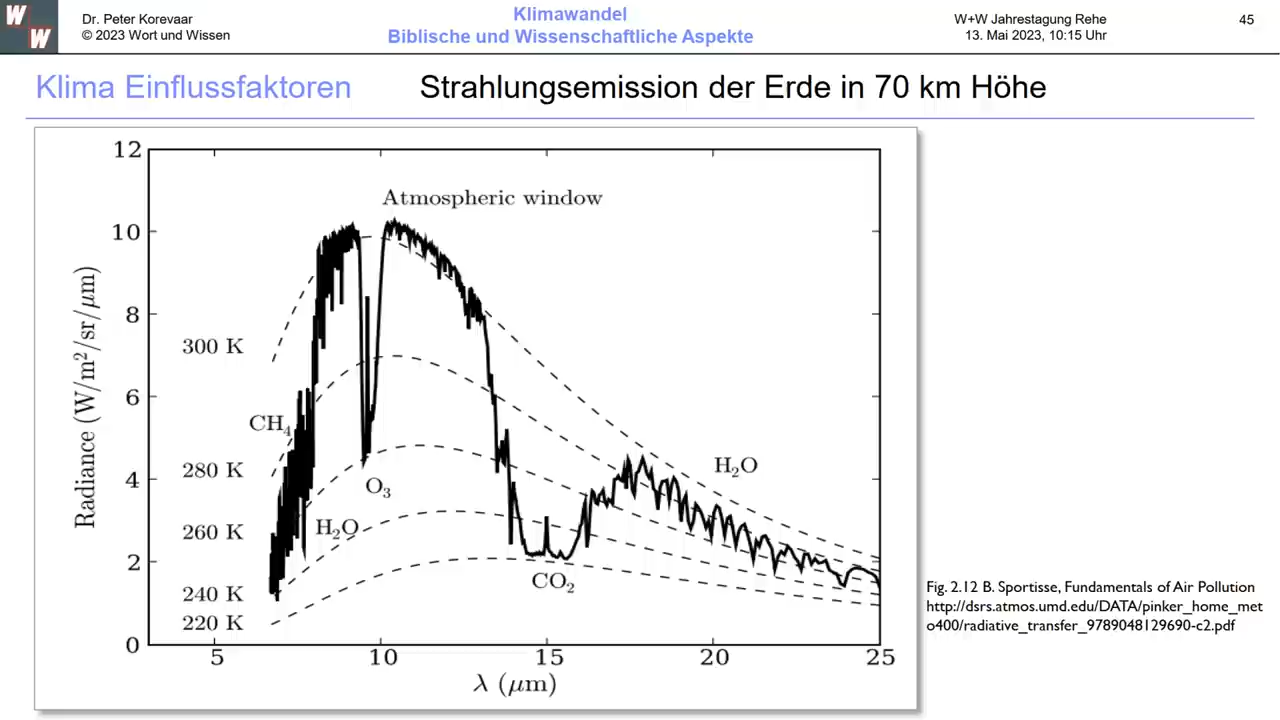 W
W
Dr. Peter Korevaar
© 2023 Wort und Wissen
Klimawandel
Biblische und Wissenschaftliche Aspekte
W+W Jahrestagung Rehe
13. Mai 2023, 10:15 Uhr
45
Klima Einflussfaktoren
Strahlungsemission der Erde in 70 km Höhe
12
10
8
6
4
2
0
Radiance (W/m²/sr/μm)
Atmospheric window
300 K
CH₄
280 K
O₃
H₂O
260 K
H₂O
240 K
220 K
CO₂
5
10
15
20
25
λ (μm)
Fig. 2.12 B. Sportisse, Fundamentals of Air Pollution
http://dsrs.atmos.umd.edu/DATA/pinker_home_met
o400/radiative_transfer_9789048129690-c2.pdf